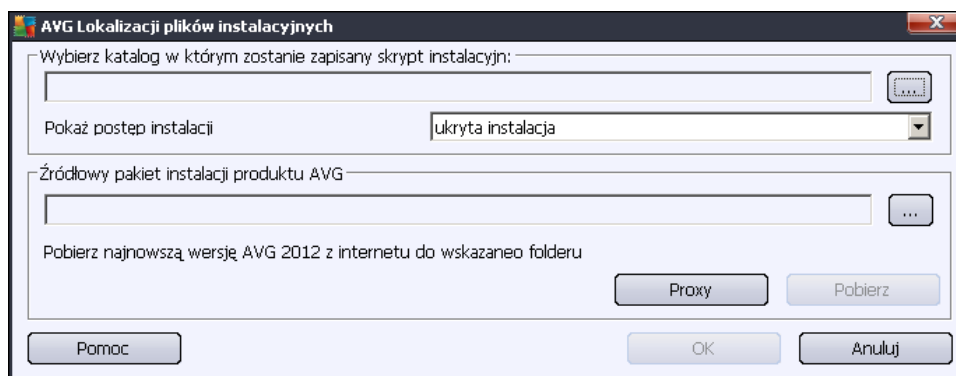 AVG Lokalizacji plików instalacyjnych
Wybierz katalog w którym zostanie zapisany skrypt instalacyjn:
...
Pokaż postęp instalacji
ukryta instalacja
Źródłowy pakiet instalacji produktu AVG
...
Pobierz najnowszą wersję AVG 2012 z internetu do wskazaneo folderu
Proxy
Pobierz
Pomoc
OK
Anuluj